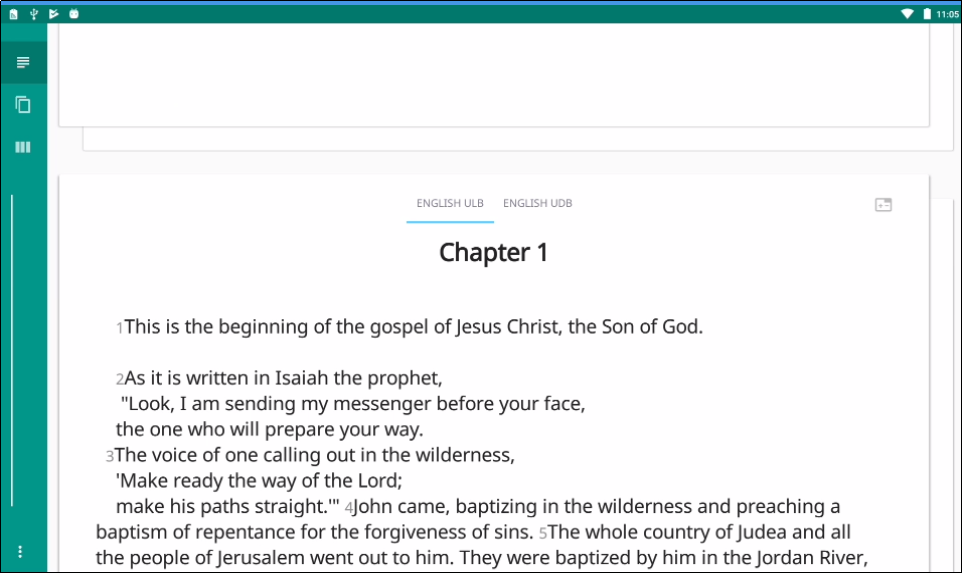 11:05
ENGLISH ULB ENGLISH UDB
Chapter 1
1This is the beginning of the gospel of Jesus Christ, the Son of God.
2As it is written in Isaiah the prophet,
"Look, I am sending my messenger before your face,
the one who will prepare your way.
3The voice of one calling out in the wilderness,
'Make ready the way of the Lord;
make his paths straight.'" 4John came, baptizing in the wilderness and preaching a
baptism of repentance for the forgiveness of sins. 5The whole country of Judea and all
the people of Jerusalem went out to him. They were baptized by him in the Jordan River,